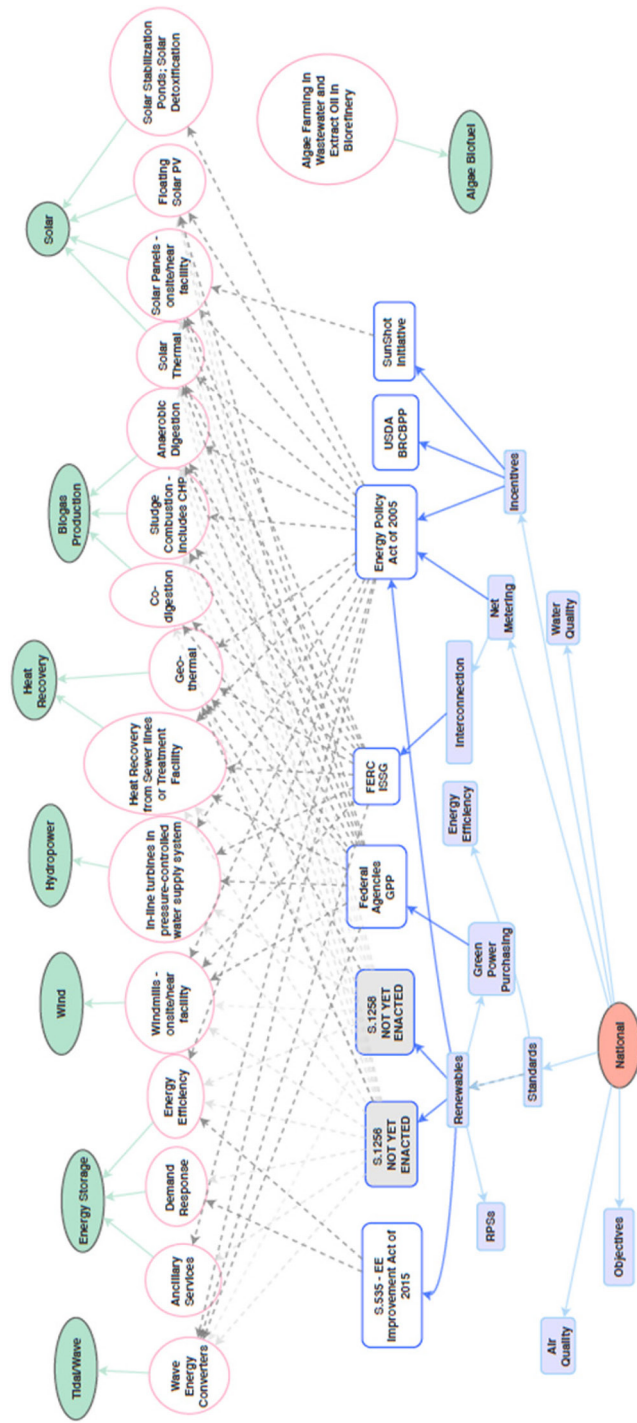 Tidal/Wave
Energy Storage
Wind
Hydropower
Heat
Recovery
Biogas
Production
Solar
Wave
Energy
Converters
Ancillary
Services
Demand
Response
Energy
Efficiency
Windmills -
onsite/near
facility
In-line turbines in
pressure-controlled
water supply system
Heat Recovery
from Sewer lines
or Treatment
Facility
Geo-
thermal
Co-
digestion
Sludge
Combustion -
Includes CHP
Anaerobic
Digestion
Solar
Thermal
Solar Panels -
onsite/near
facility
Floating
Solar PV
Solar Stabilization
Ponds; Solar
Detoxification
Algae Farming in
Wastewater and
Extract Oil in
Biorefinery
Algae Biofuel
S.535 - EE
Improvement Act of
2015
S.1256
NOT YET
ENACTED
S.1258
NOT YET
ENACTED
Federal
Agencies
GPP
FERC
ISSG
Energy Policy
Act of 2005
USDA
BRCBPP
SunShot
Initiative
RPSs
Renewables
Green
Power
Purchasing
Energy
Efficiency
Interconnection
Net
Metering
Incentives
Air
Quality
Objectives
Standards
Water
Quality
National